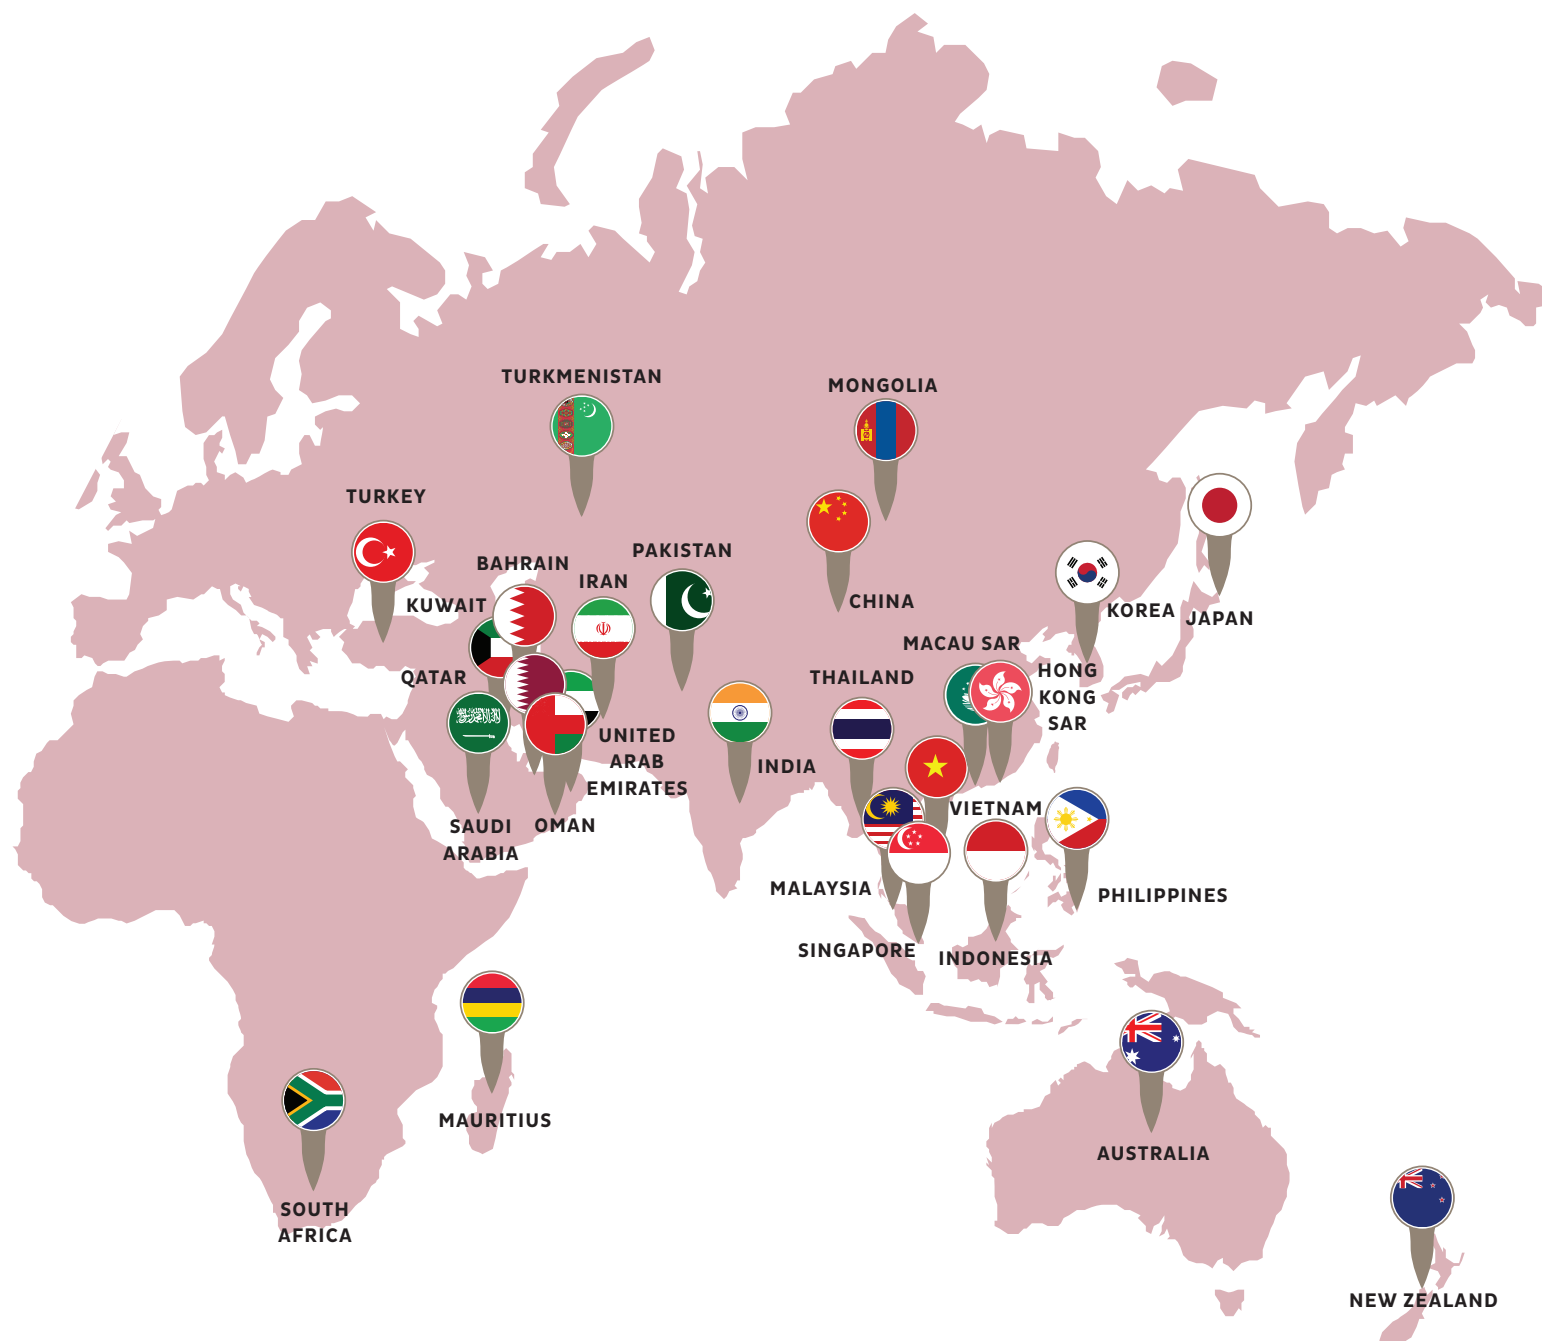 TURKMENISTAN
MONGOLIA
TURKEY
PAKISTAN
BAHRAIN
IRAN
KUWAIT
CHINA
KOREA
JAPAN
MACAU SAR
QATAR
THAILAND
HONG
KONG
SAR
UNITED
ARAB
EMIRATES
INDIA
VIETNAM
SAUDI
ARABIA
OMAN
MALAYSIA
PHILIPPINES
SINGAPORE
INDONESIA
MAURITIUS
AUSTRALIA
SOUTH
AFRICA
NEW ZEALAND